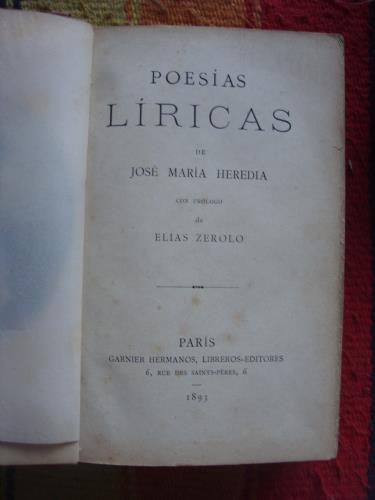 POESÍAS
LÍRICAS
DE
JOSÉ MARÍA HEREDIA
CON PRÓLOGO
de
ELÍAS ZEROLO
PARÍS
GARNIER HERMANOS, LIBREROS-EDITORES
6, RUE DES SAINTS-PÈRES, 6
1893